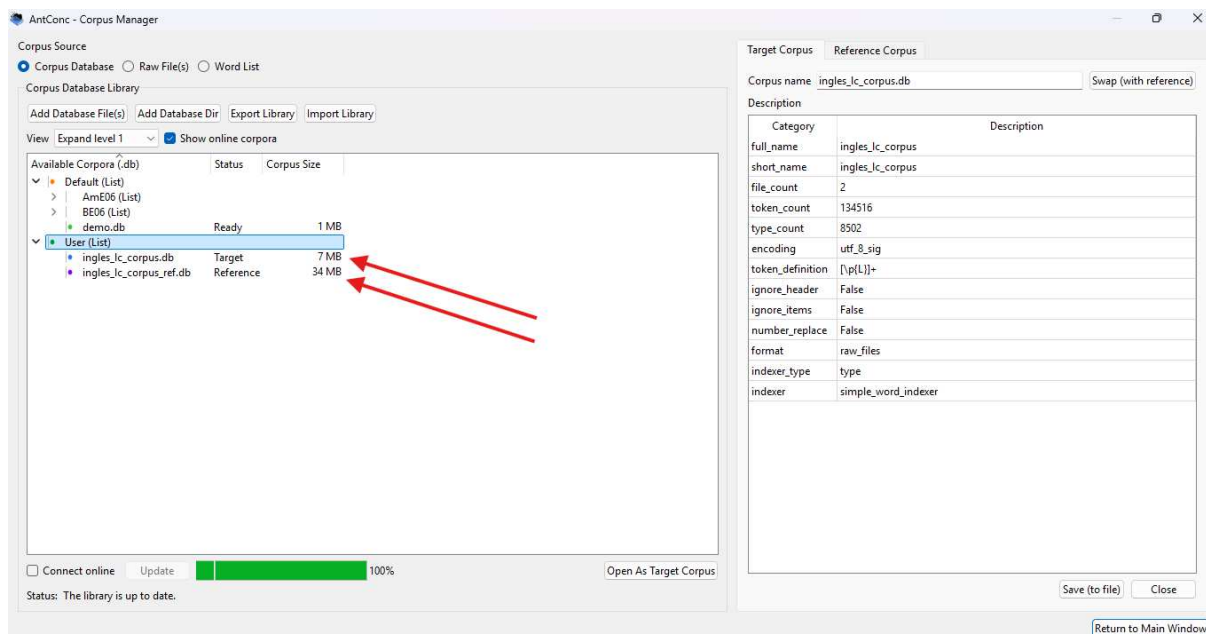 AntConc - Corpus Manager
Corpus Source
Corpus Database Raw File(s) Word List
Corpus Database Library
Add Database File(s) Add Database Dir Export Library Import Library
View Expand level 1 Show online corpora
Available Corpora (.db) Status Corpus Size
Default (List)
AmE06 (List)
BE06 (List)
demo.db Ready 1 MB
User (List)
ingles_lc_corpus.db Target 7 MB
ingles_lc_corpus_ref.db Reference 34 MB
Connect online Update 100% Open As Target Corpus
Status: The library is up to date.
Target Corpus Reference Corpus
Corpus name ingles_lc_corpus.db Swap (with reference)
Description
Category Description
full_name ingles_lc_corpus
short_name ingles_lc_corpus
file_count 2
token_count 134516
type_count 8502
encoding utf_8_sig
token_definition [\p{L}]+
ignore_header False
ignore_items False
number_replace False
format raw_files
indexer_type type
indexer simple_word_indexer
Save (to file) Close
Return to Main Window